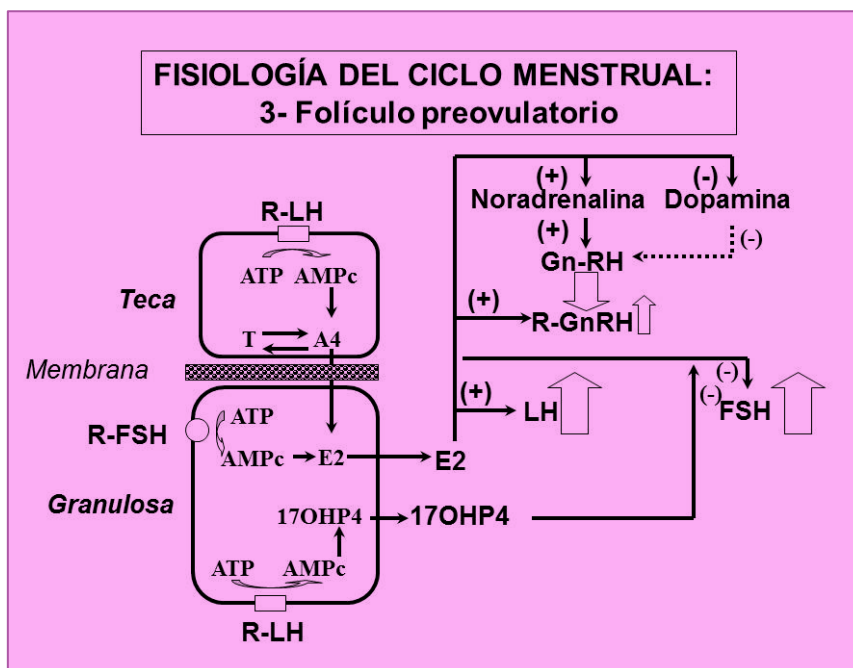 FISIOLOGÍA DEL CICLO MENSTRUAL:
3- Folículo preovulatorio
(+)
(-)
Noradrenalina
Dopamina
(+)
(-)
Gn-RH
R-LH
ATP
AMPc
Teca
T
A4
(+)
R-GnRH
Membrana
(-)
(-)
(+)
LH
FSH
R-FSH
ATP
AMPc
E2
E2
Granulosa
17OHP4
17OHP4
ATP
AMPc
R-LH